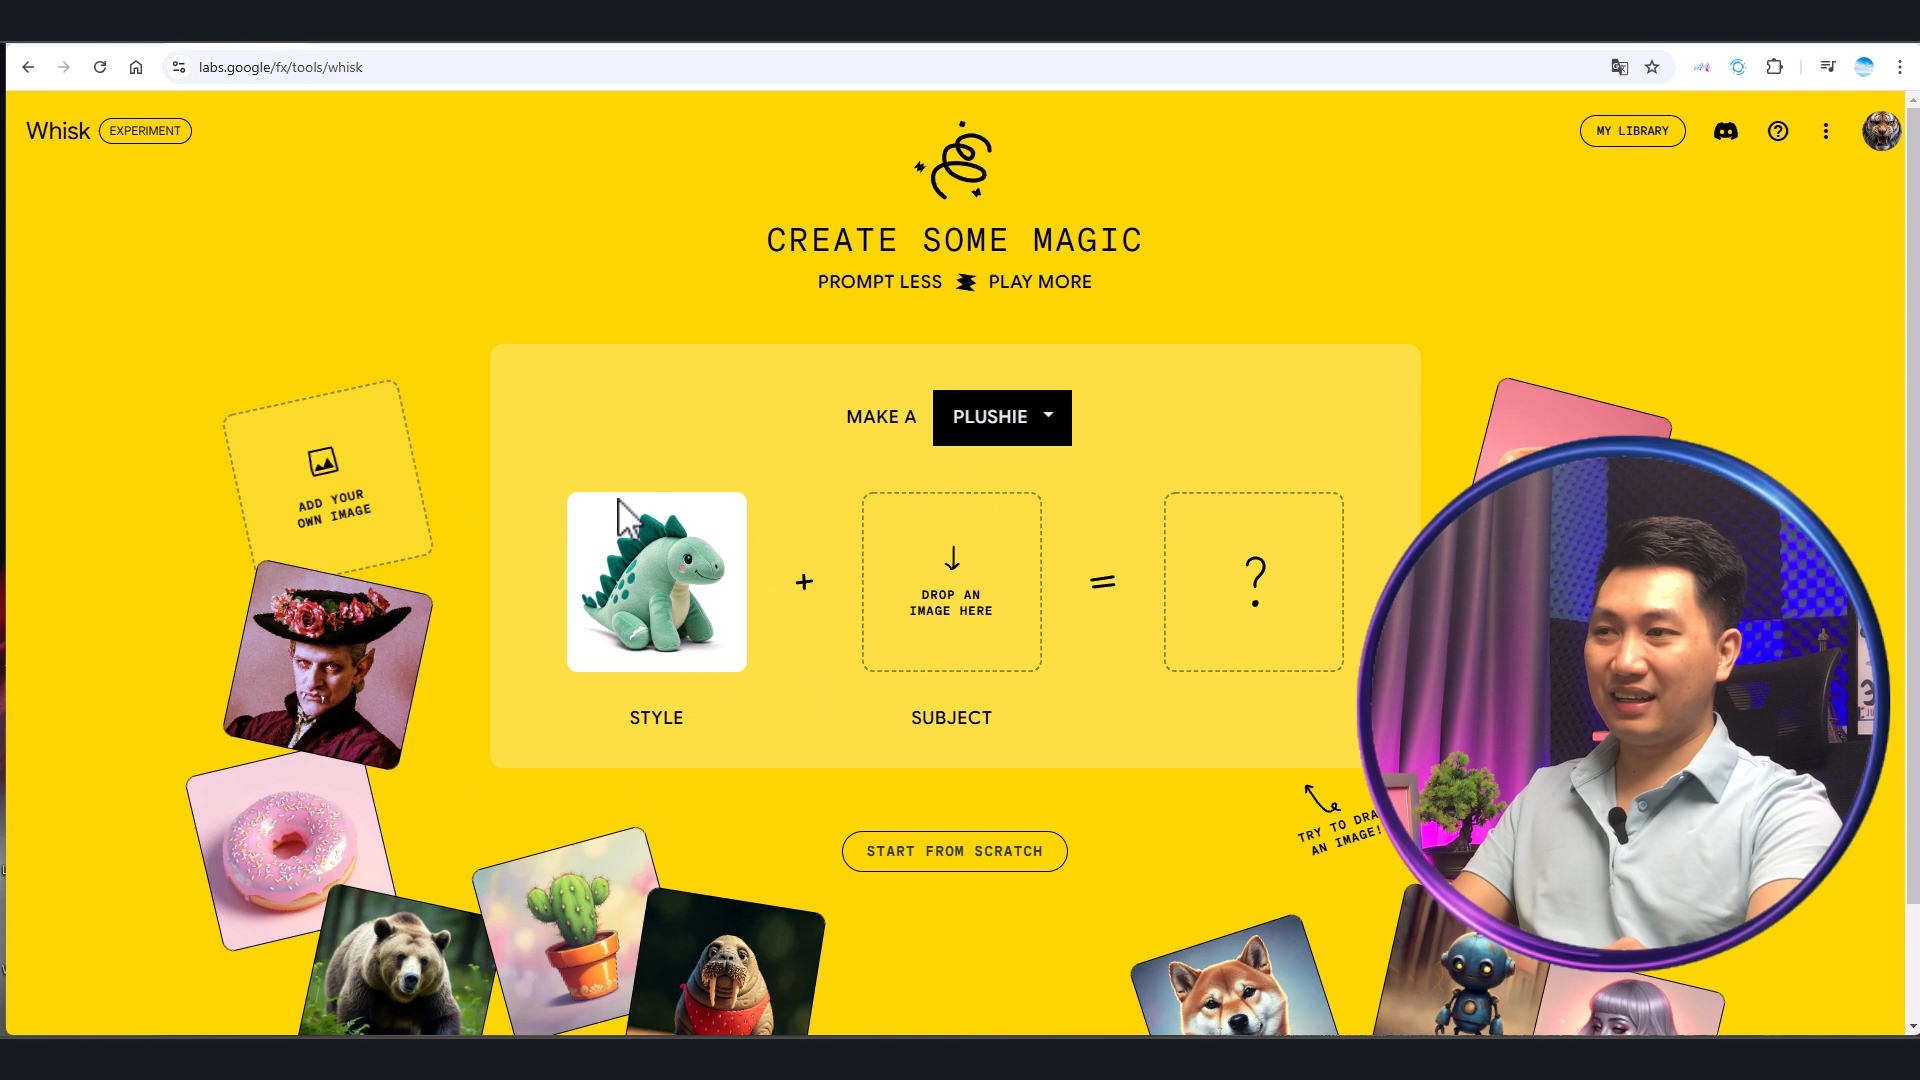 labs.google/fx/tools/whisk
Whisk
EXPERIMENT
MY LIBRARY
CREATE SOME MAGIC
PROMPT LESS PLAY MORE
MAKE A PLUSHIE
ADD YOUR
OWN IMAGE
+
=
?
DROP AN
IMAGE HERE
STYLE
SUBJECT
TRY TO DRA
AN IMAGE!
START FROM SCRATCH